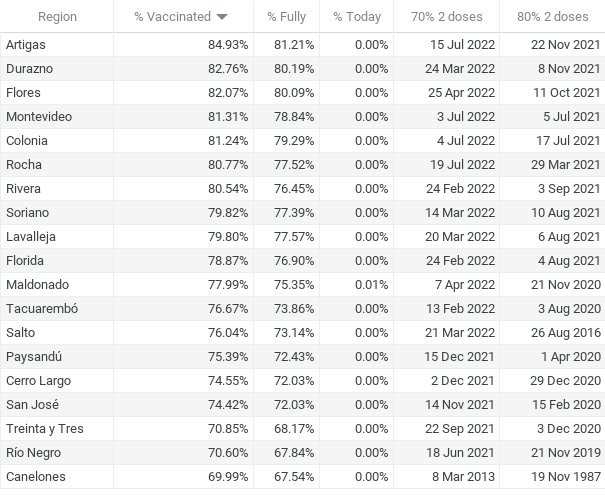 Region % Vaccinated % Fully % Today 70% 2 doses 80% 2 doses
Artigas 84.93% 81.21% 0.00% 15 Jul 2022 22 Nov 2021
Durazno 82.76% 80.19% 0.00% 24 Mar 2022 8 Nov 2021
Flores 82.07% 80.09% 0.00% 25 Apr 2022 11 Oct 2021
Montevideo 81.31% 78.84% 0.00% 3 Jul 2022 5 Jul 2021
Colonia 81.24% 79.29% 0.00% 4 Jul 2022 17 Jul 2021
Rocha 80.77% 77.52% 0.00% 19 Jul 2022 29 Mar 2021
Rivera 80.54% 76.45% 0.00% 24 Feb 2022 3 Sep 2021
Soriano 79.82% 77.39% 0.00% 14 Mar 2022 10 Aug 2021
Lavalleja 79.80% 77.57% 0.00% 20 Mar 2022 6 Aug 2021
Florida 78.87% 76.90% 0.00% 24 Feb 2022 4 Aug 2021
Maldonado 77.99% 75.35% 0.01% 7 Apr 2022 21 Nov 2020
Tacuarembó 76.67% 73.86% 0.00% 13 Feb 2022 3 Aug 2020
Salto 76.04% 73.14% 0.00% 21 Mar 2022 26 Aug 2016
Paysandú 75.39% 72.43% 0.00% 15 Dec 2021 1 Apr 2020
Cerro Largo 74.55% 72.03% 0.00% 2 Dec 2021 29 Dec 2020
San José 74.42% 72.03% 0.00% 14 Nov 2021 15 Feb 2020
Treinta y Tres 70.85% 68.17% 0.00% 22 Sep 2021 3 Dec 2020
Río Negro 70.60% 67.84% 0.00% 18 Jun 2021 21 Nov 2019
Canelones 69.99% 67.54% 0.00% 8 Mar 2013 19 Nov 1987